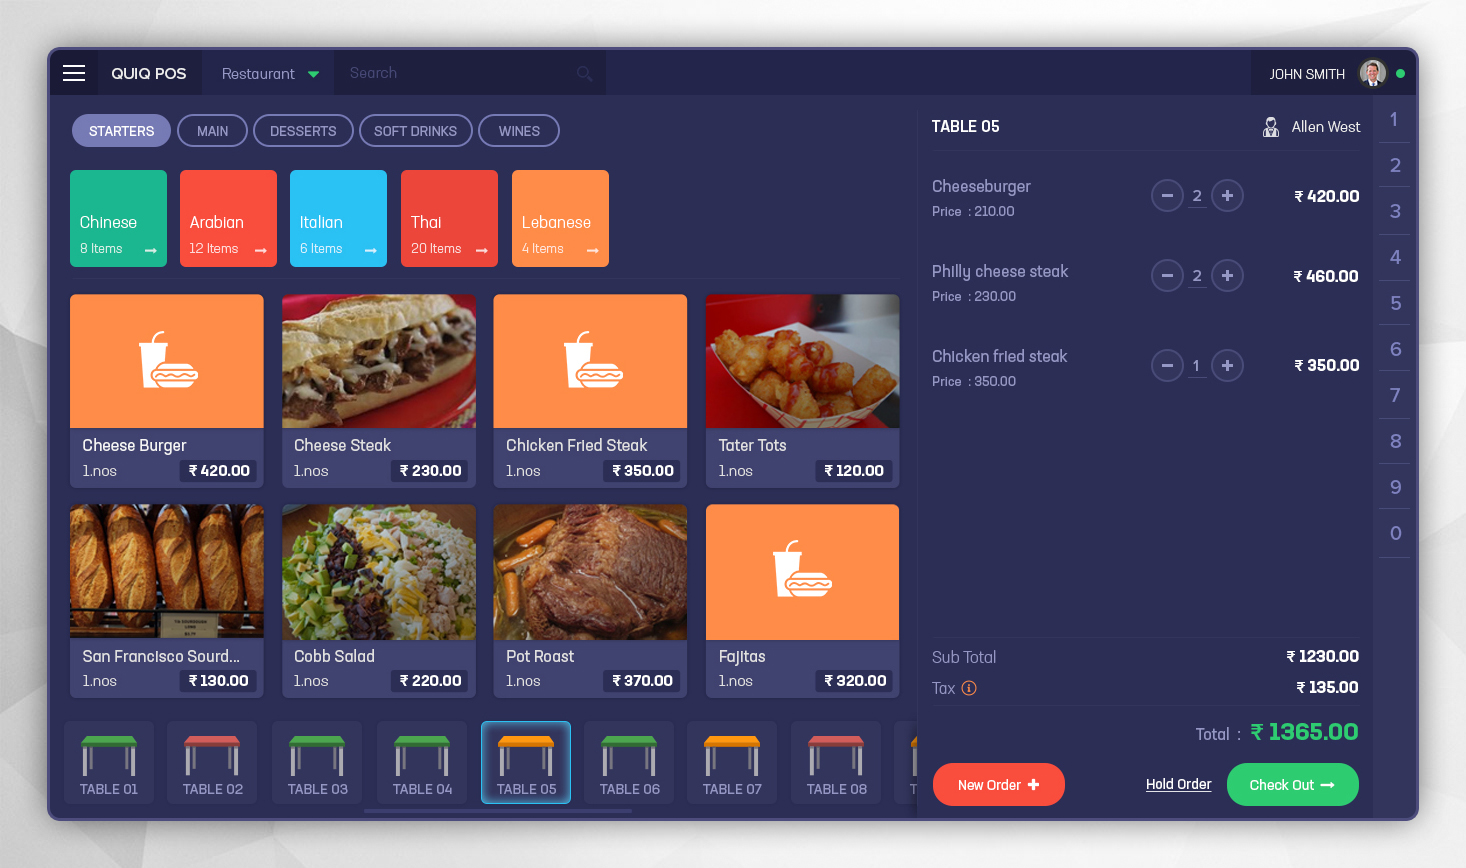 QUIQ POS
Restaurant
Search
JOHN SMITH
STARTERS
MAIN
DESSERTS
SOFT DRINKS
WINES
Chinese
8 Items
Arabian
12 Items
Italian
6 Items
Thai
20 Items
Lebanese
4 Items
Cheese Burger
1.nos
₹ 420.00
Cheese Steak
1.nos
₹ 230.00
Chicken Fried Steak
1.nos
₹ 350.00
Tater Tots
1.nos
₹ 120.00
San Francisco Sourd...
1.nos
₹ 130.00
Cobb Salad
1.nos
₹ 220.00
Pot Roast
1.nos
₹ 370.00
Fajitas
1.nos
₹ 320.00
TABLE 01
TABLE 02
TABLE 03
TABLE 04
TABLE 05
TABLE 06
TABLE 07
TABLE 08
TABLE 05
Allen West
Cheeseburger
Price : 210.00
2
₹ 420.00
Philly cheese steak
Price : 230.00
2
₹ 460.00
Chicken fried steak
Price : 350.00
1
₹ 350.00
Sub Total
₹ 1230.00
Tax
₹ 135.00
Total : ₹ 1365.00
New Order
Hold Order
Check Out
1
2
3
4
5
6
7
8
9
0